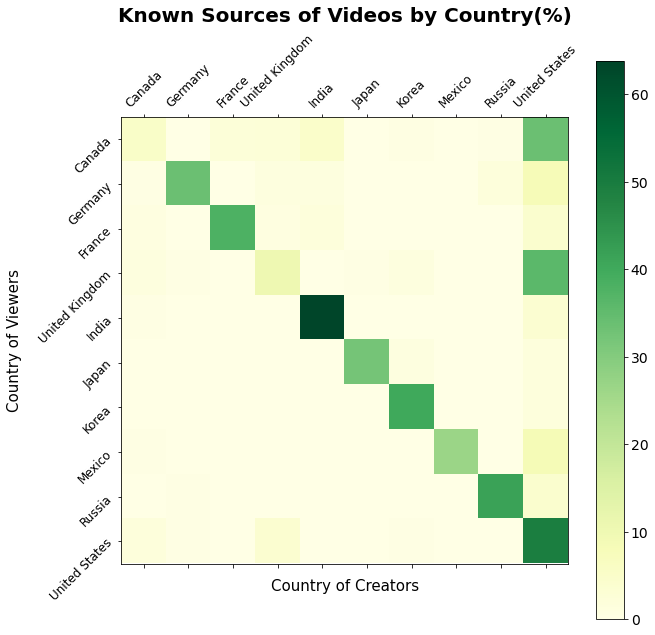 Known Sources of Videos by Country(%)
Canada
Germany
France
United Kingdom
India
Japan
Korea
Mexico
Russia
United States
Country of Viewers
Canada
Germany
France
United Kingdom
India
Japan
Korea
Mexico
Russia
United States
Country of Creators
60
50
40
30
20
10
0